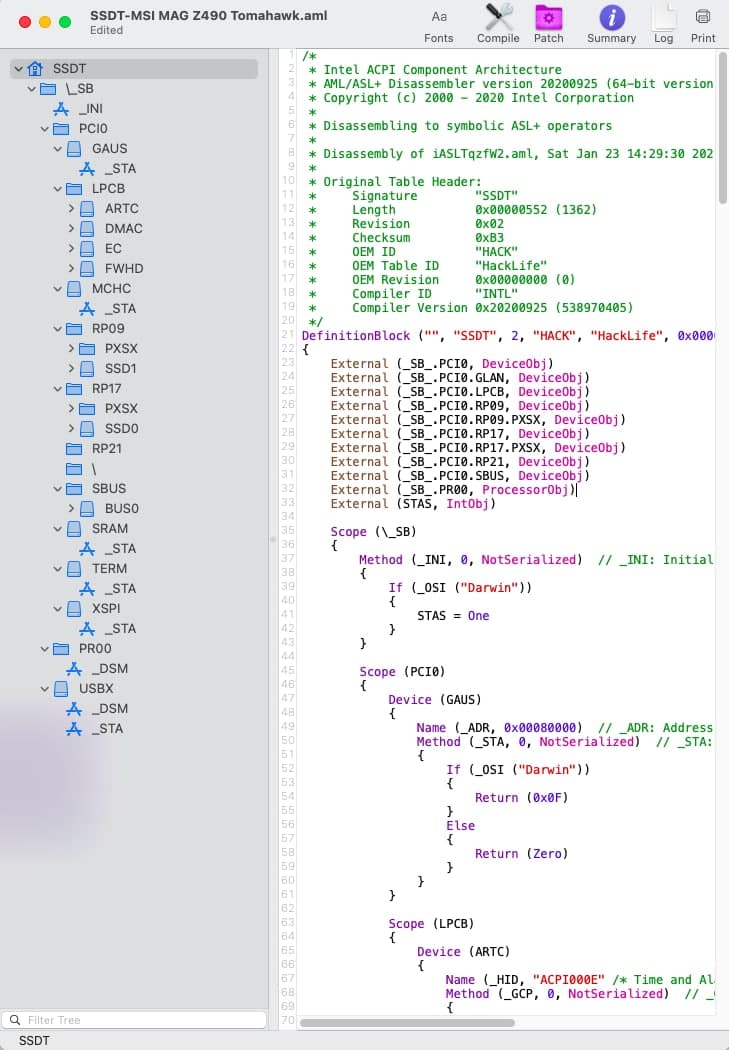 SSDT-MSI MAG Z490 Tomahawk.aml
Edited
Aa
Fonts
Compile
Patch
Summary
Log
Print
SSDT
\_SB
_INI
PCI0
GAUS
_STA
LPCB
ARTC
DMAC
EC
FWHD
MCHC
_STA
RP09
PXSX
SSD1
RP17
PXSX
SSD0
RP21
\
SBUS
BUS0
SRAM
_STA
TERM
_STA
XSPI
_STA
PR00
_DSM
USBX
_DSM
_STA
Filter Tree
SSDT
1 /*
2 * Intel ACPI Component Architecture
3 * AML/ASL+ Disassembler version 20200925 (64-bit version
4 * Copyright (c) 2000 - 2020 Intel Corporation
5 *
6 * Disassembling to symbolic ASL+ operators
7 *
8 * Disassembly of iASLTqzfW2.aml, Sat Jan 23 14:29:30 202
9 *
10 * Original Table Header:
11 *     Signature        "SSDT"
12 *     Length           0x00000552 (1362)
13 *     Revision         0x02
14 *     Checksum         0xB3
15 *     OEM ID           "HACK"
16 *     OEM Table ID     "HackLife"
17 *     OEM Revision     0x00000000 (0)
18 *     Compiler ID      "INTL"
19 *     Compiler Version 0x20200925 (538970405)
20 */
21 DefinitionBlock ("", "SSDT", 2, "HACK", "HackLife", 0x000
22 {
23     External (_SB_.PCI0, DeviceObj)
24     External (_SB_.PCI0.GLAN, DeviceObj)
25     External (_SB_.PCI0.LPCB, DeviceObj)
26     External (_SB_.PCI0.RP09, DeviceObj)
27     External (_SB_.PCI0.RP09.PXSX, DeviceObj)
28     External (_SB_.PCI0.RP17, DeviceObj)
29     External (_SB_.PCI0.RP17.PXSX, DeviceObj)
30     External (_SB_.PCI0.RP21, DeviceObj)
31     External (_SB_.PCI0.SBUS, DeviceObj)
32     External (_SB_.PR00, ProcessorObj)
33     External (STAS, IntObj)
34
35     Scope (\_SB)
36     {
37         Method (_INI, 0, NotSerialized)  // _INI: Initial
38         {
39             If (_OSI ("Darwin"))
40             {
41                 STAS = One
42             }
43         }
44
45         Scope (PCI0)
46         {
47             Device (GAUS)
48             {
49                 Name (_ADR, 0x00080000)  // _ADR: Address
50                 Method (_STA, 0, NotSerialized)  // _STA:
51                 {
52                     If (_OSI ("Darwin"))
53                     {
54                         Return (0x0F)
55                     }
56                     Else
57                     {
58                         Return (Zero)
59                     }
60                 }
61             }
62
63             Scope (LPCB)
64             {
65                 Device (ARTC)
66                 {
67                     Name (_HID, "ACPI000E" /* Time and Al
68                     Method (_GCP, 0, NotSerialized)  // _
69                     {
70